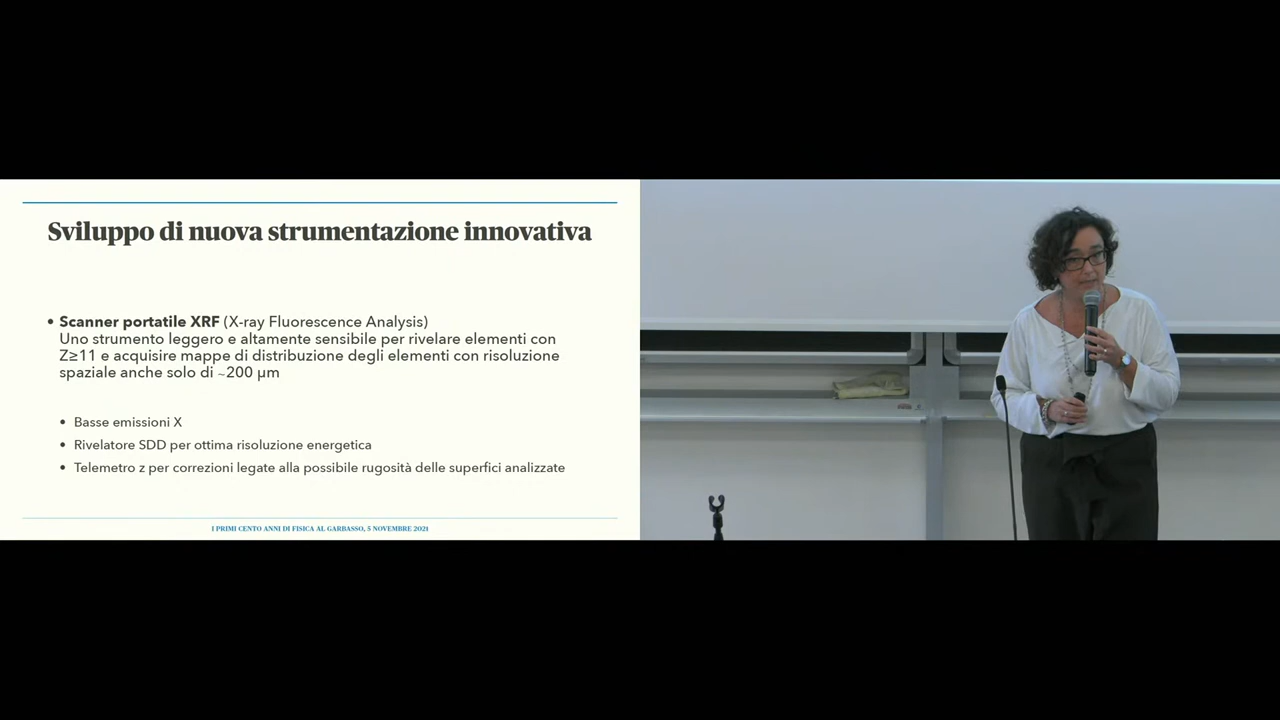 Sviluppo di nuova strumentazione innovativa
• Scanner portatile XRF (X-ray Fluorescence Analysis)
Uno strumento leggero e altamente sensibile per rivelare elementi con
Z≥11 e acquisire mappe di distribuzione degli elementi con risoluzione
spaziale anche solo di ~200 µm
• Basse emissioni X
• Rivelatore SDD per ottima risoluzione energetica
• Telemetro z per correzioni legate alla possibile rugosità delle superfici analizzate
I PRIMI CENTO ANNI DI FISICA AL GARBASSO, 5 NOVEMBRE 2021